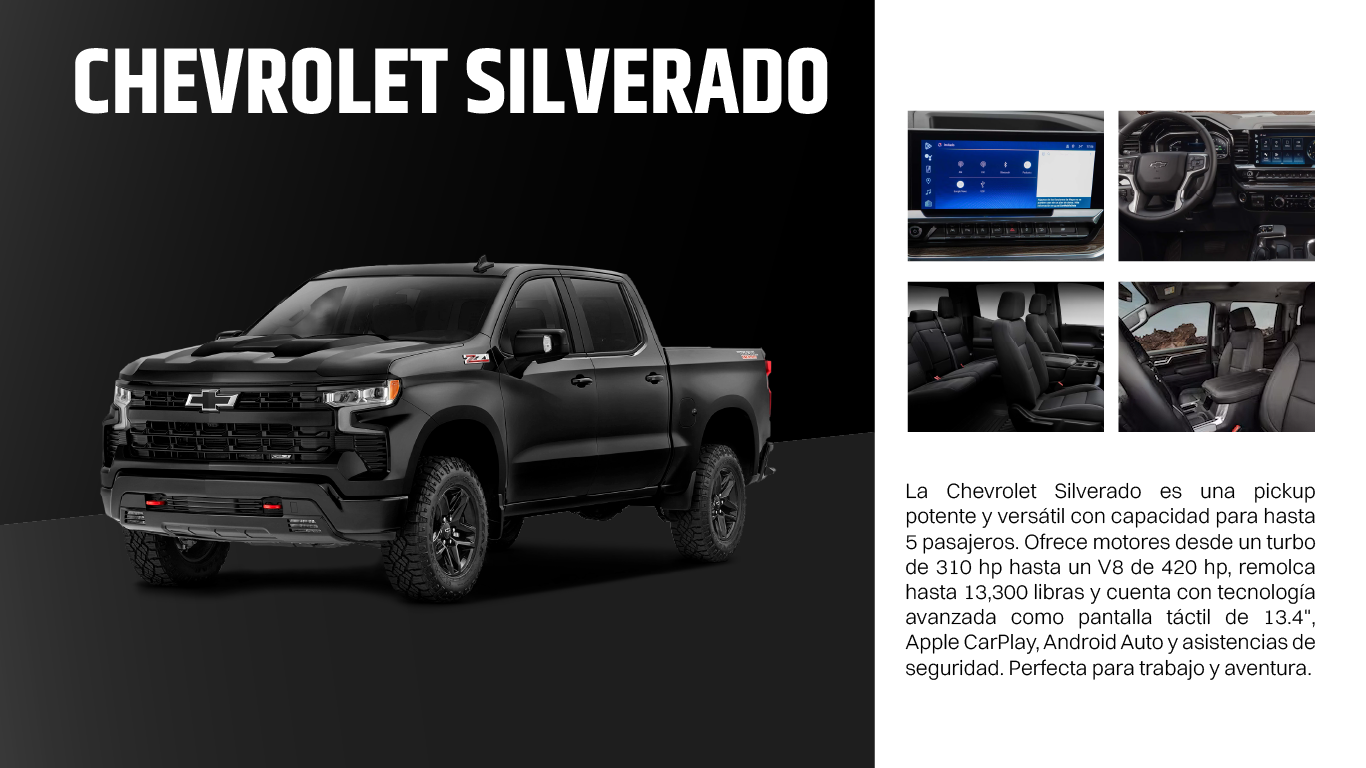 CHEVROLET SILVERADO
Z71
La Chevrolet Silverado es una pickup
potente y versátil con capacidad para hasta
5 pasajeros. Ofrece motores desde un turbo
de 310 hp hasta un V8 de 420 hp, remolca
hasta 13,300 libras y cuenta con tecnología
avanzada como pantalla táctil de 13.4",
Apple CarPlay, Android Auto y asistencias de
seguridad. Perfecta para trabajo y aventura.